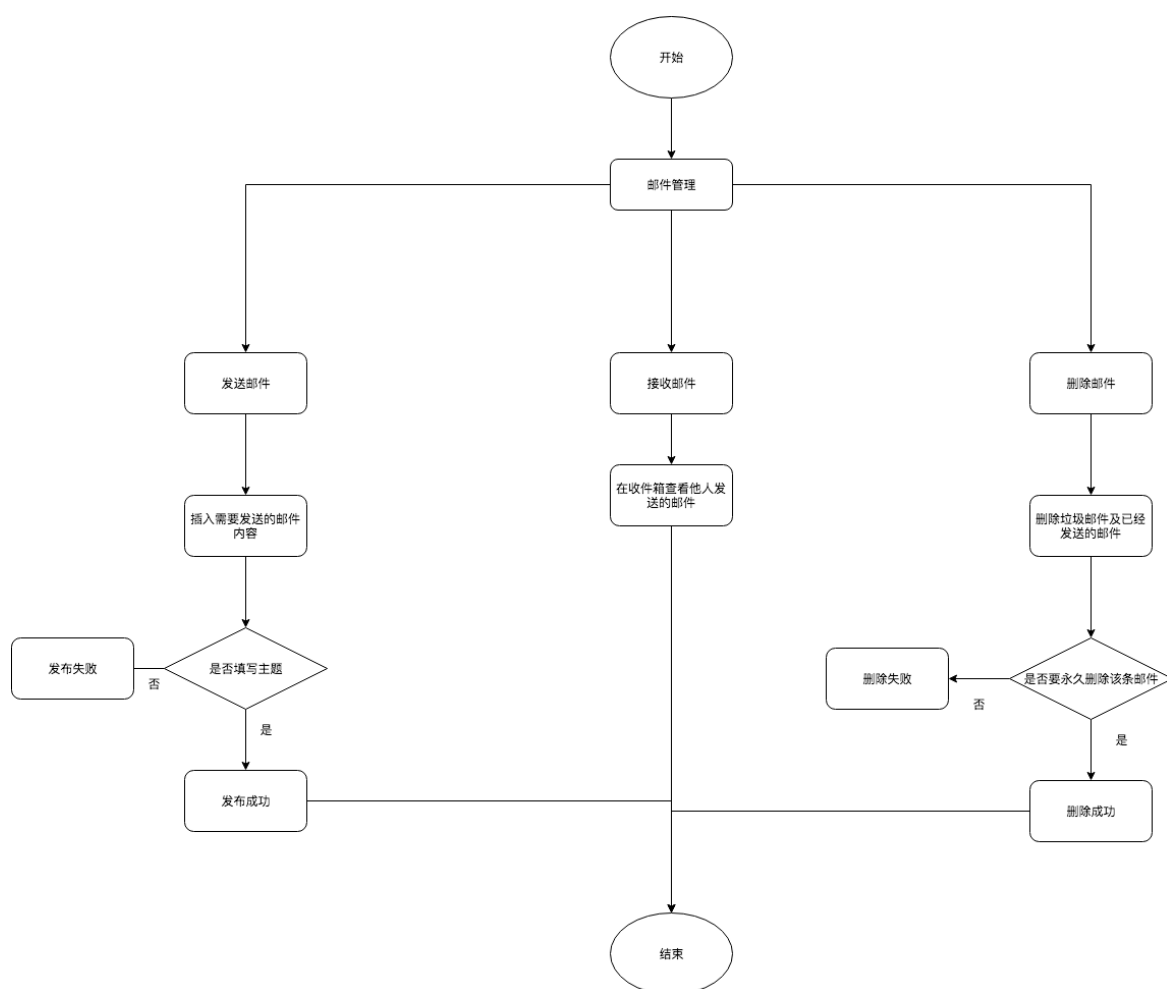 开始
邮件管理
发送邮件
接收邮件
删除邮件
在收件箱查看他人发
送的邮件
插入需要发送的邮件
内容
删除垃圾邮件及已经
发送的邮件
发布失败
否
是否填写主题
删除失败
否
是否要永久删除该条邮件
是
是
发布成功
删除成功
结束